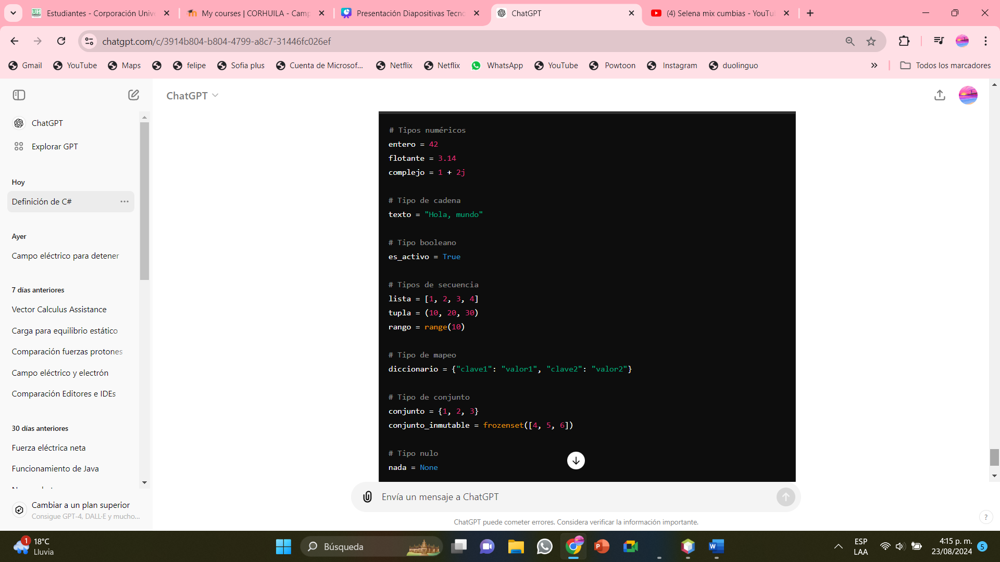 Estudiantes - Corporación Unive
My courses | CORHUILA - Camp
Presentación Diapositivas Tecno
ChatGPT
(4) Selena mix cumbias - YouTu
chatgpt.com/c/3914b804-b804-4799-a8c7-31446fc026ef
Gmail
YouTube
Maps
felipe
Sofia plus
Cuenta de Microsof...
Netflix
Netflix
WhatsApp
YouTube
Powtoon
Instagram
duolinguo
Todos los marcadores
ChatGPT
ChatGPT
Explorar GPT
Hoy
Definición de C#
Ayer
Campo eléctrico para detener
7 días anteriores
Vector Calculus Assistance
Carga para equilibrio estático
Comparación fuerzas protones
Campo eléctrico y electrón
Comparación Editores e IDEs
30 días anteriores
Fuerza eléctrica neta
Funcionamiento de Java
Cambiar a un plan superior
Consigue GPT-4, DALL·E y mucho...
# Tipos numéricos
entero = 42
flotante = 3.14
complejo = 1 + 2j
# Tipo de cadena
texto = "Hola, mundo"
# Tipo booleano
es_activo = True
# Tipos de secuencia
lista = [1, 2, 3, 4]
tupla = (10, 20, 30)
rango = range(10)
# Tipo de mapeo
diccionario = {"clave1": "valor1", "clave2": "valor2"}
# Tipo de conjunto
conjunto = {1, 2, 3}
conjunto_inmutable = frozenset([4, 5, 6])
# Tipo nulo
nada = None
Envía un mensaje a ChatGPT
ChatGPT puede cometer errores. Considera verificar la información importante.
?
1
18°C
Lluvia
Búsqueda
ESP
LAA
4:15 p. m.
23/08/2024
5